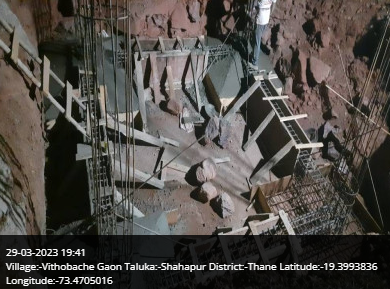 29-03-2023 19:41
Village:-Vithobache Gaon Taluka:-Shahapur District:-Thane Latitude:-19.3993836
Longitude:-73.4705016